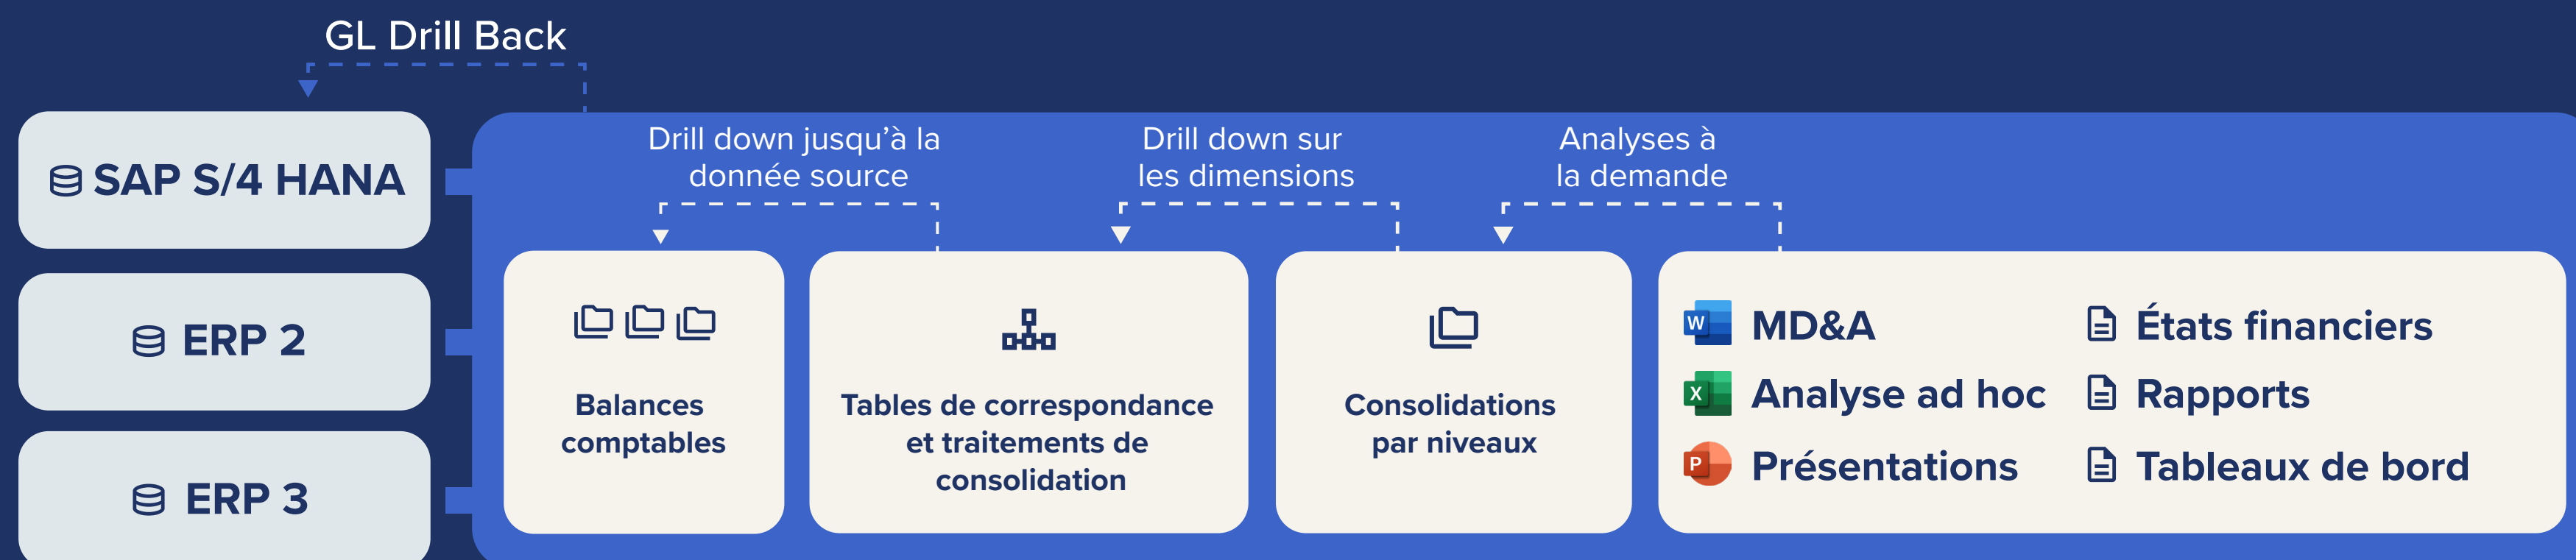 GL Drill Back
SAP S/4 HANA
ERP 2
ERP 3
Drill down jusqu’à la
donnée source
Drill down sur
les dimensions
Analyses à
la demande
Balances
comptables
Tables de correspondance
et traitements de
consolidation
Consolidations
par niveaux
W MD&A
X Analyse ad hoc
P Présentations
États financiers
Rapports
Tableaux de bord